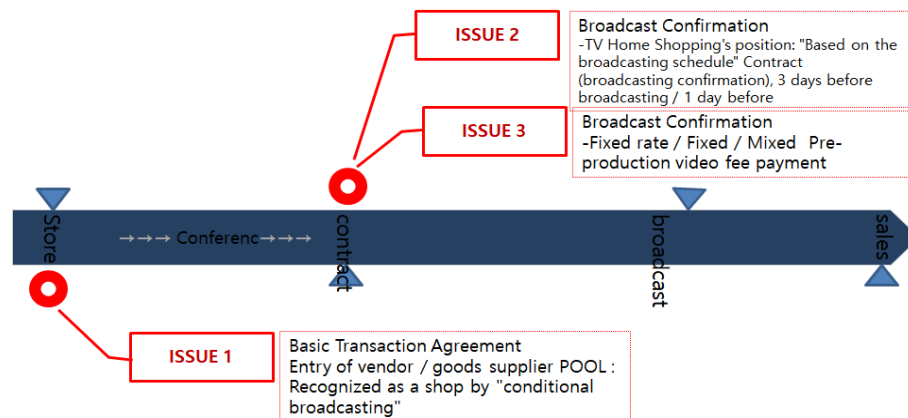 ISSUE 2
Broadcast Confirmation
-TV Home Shopping's position: "Based on the
broadcasting schedule" Contract
(broadcasting confirmation), 3 days before
broadcasting / 1 day before
ISSUE 3
Broadcast Confirmation
-Fixed rate / Fixed / Mixed Pre-
production video fee payment
Store
→→→ Conferenc→→→→
contract
broadcast
sales
ISSUE 1
Basic Transaction Agreement
Entry of vendor / goods supplier POOL :
Recognized as a shop by "conditional
broadcasting"